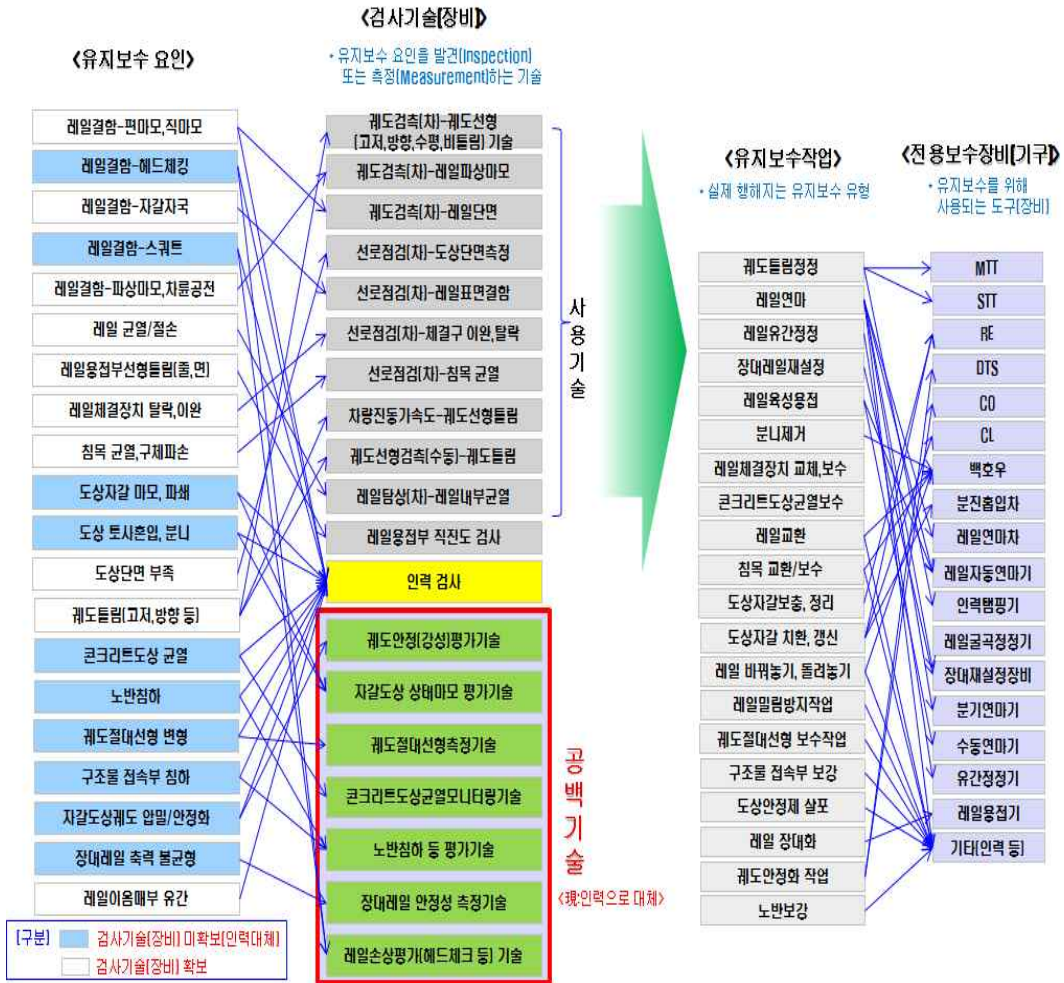 《유지보수 요인》
레일결함-편마모,직마모
레일결함-헤드체킹
레일결함-자갈자국
레일결함-스쿼트
레일결함-파상마모,차륜공전
레일 균열/절손
레일용접부선형틀림(줄,면)
레일체결장치 탈락,이완
침목 균열,구체파손
도상자갈 마모, 파쇄
도상 토사혼입, 분니
도상단면 부족
궤도틀림(고저,방향 등)
콘크리트도상 균열
노반침하
궤도절대선형 변형
구조물 접속부 침하
자갈도상궤도 압밀/안정화
장대레일 축력 불균형
레일이음매부 유간
[구분]
검사기술(장비) 미확보(인력대체)
검사기술(장비) 확보
《검사기술(장비)》
• 유지보수 요인을 발견(Inspection)
또는 측정(Measurement)하는 기술
궤도검측(차)-궤도선형
(고저,방향,수평,비틀림) 기술
궤도검측(차)-레일파상마모
궤도검측(차)-레일단면
선로점검(차)-도상단면측정
선로점검(차)-레일표면결함
선로점검(차)-체결구 이완,탈락
선로점검(차)-침목 균열
차량진동가속도-궤도선형틀림
궤도선형검측(수동)-궤도틀림
레일탐상(차)-레일내부균열
레일용접부 직진도 검사
인력 검사
궤도안정(강성)평가기술
자갈도상 상태마모 평가기술
궤도절대선형측정기술
콘크리트도상균열모니터링기술
노반침하 등 평가기술
장대레일 안정성 측정기술
레일손상평가(헤드체크 등) 기술
사용기술
공백기술
<現:인력으로 대체>
《유지보수작업》
• 실제 행해지는 유지보수 유형
궤도틀림정정
레일연마
레일유간정정
장대레일재설정
레일육성용접
분니제거
레일체결장치 교체,보수
콘크리트도상균열보수
레일교환
침목 교환/보수
도상자갈보충, 정리
도상자갈 치환, 갱신
레일 바꿔놓기, 돌려놓기
레일밀림방지작업
궤도절대선형 보수작업
구조물 접속부 보강
도상안정제 살포
레일 장대화
궤도안정화 작업
노반보강
《전용보수장비(기구)》
• 유지보수를 위해
사용되는 도구(장비)
MTT
STT
RE
DTS
CO
CL
백호우
분진흡입차
레일연마차
레일자동연마기
인력탬핑기
레일굴곡정정기
장대재설정장비
분기연마기
수동연마기
유간정정기
레일용접기
기타(인력 등)